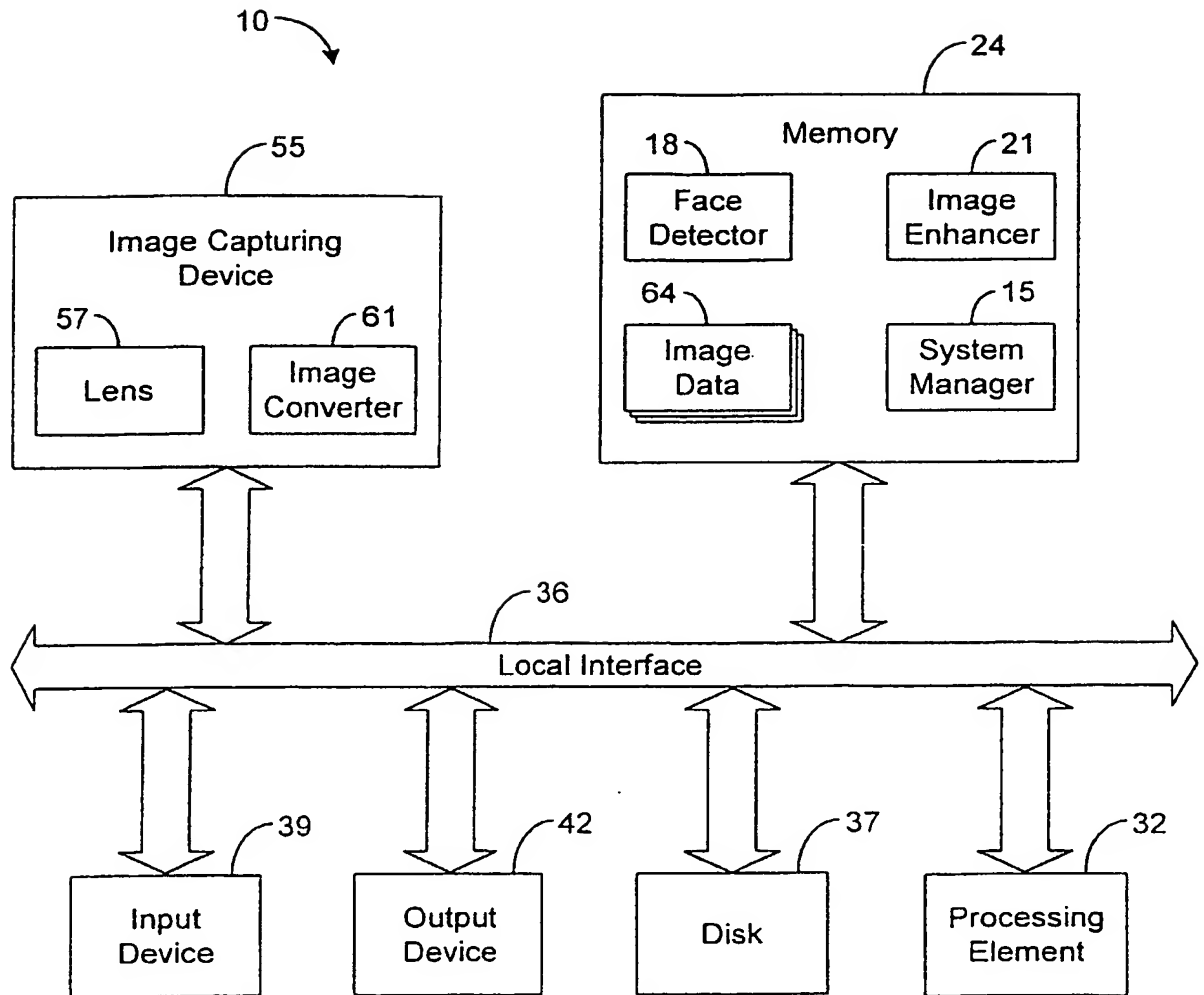 10
24
Memory
55
18
21
Face
Detector
Image
Enhancer
Image Capturing
Device
57
61
64
15
Lens
Image
Converter
Image
Data
System
Manager
36
Local Interface
39
42
37
32
Input
Device
Output
Device
Disk
Processing
Element